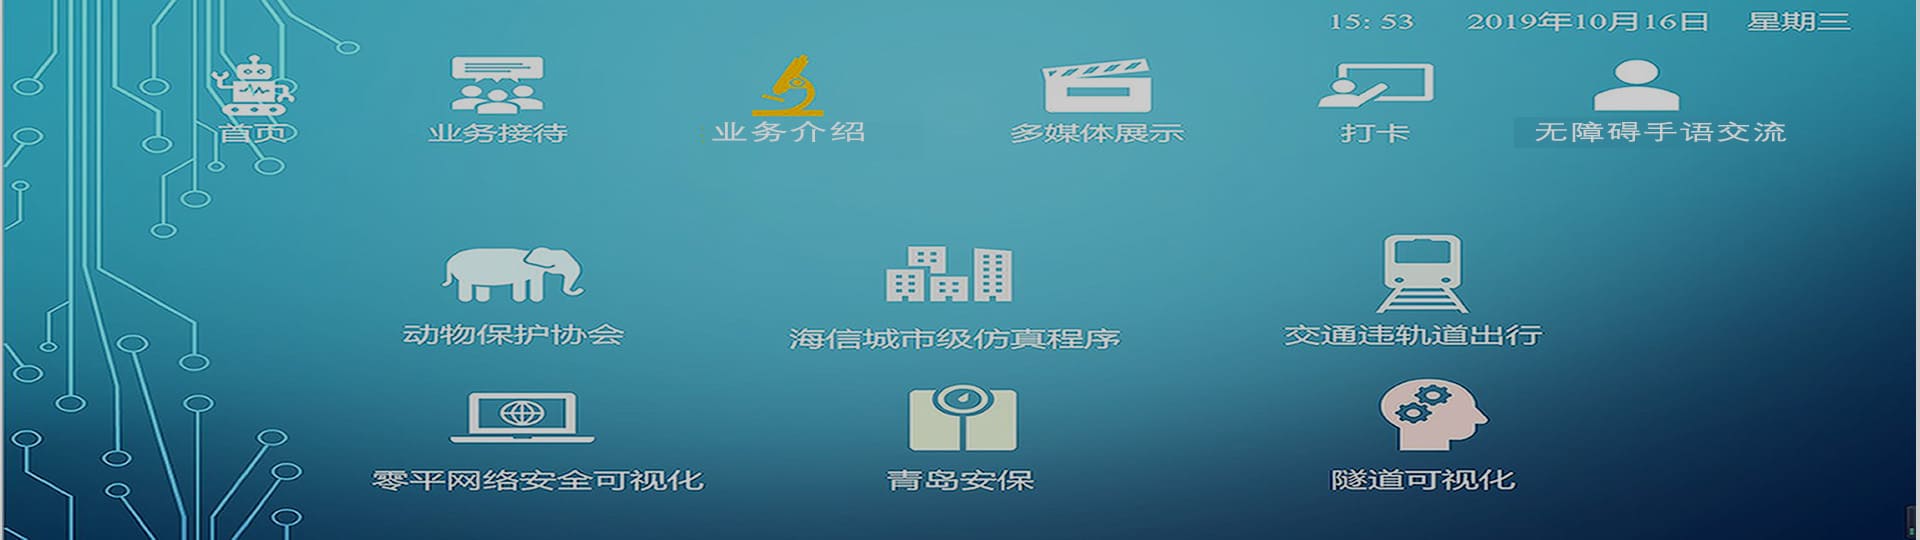 15: 53 2019年10月16日 星期三
首页 业务接待 业务介绍 多媒体展示 打卡 无障碍手语交流
动物保护协会 海信城市级仿真程序 交通违轨道出行
零平网络安全可视化 青岛安保 隧道可视化